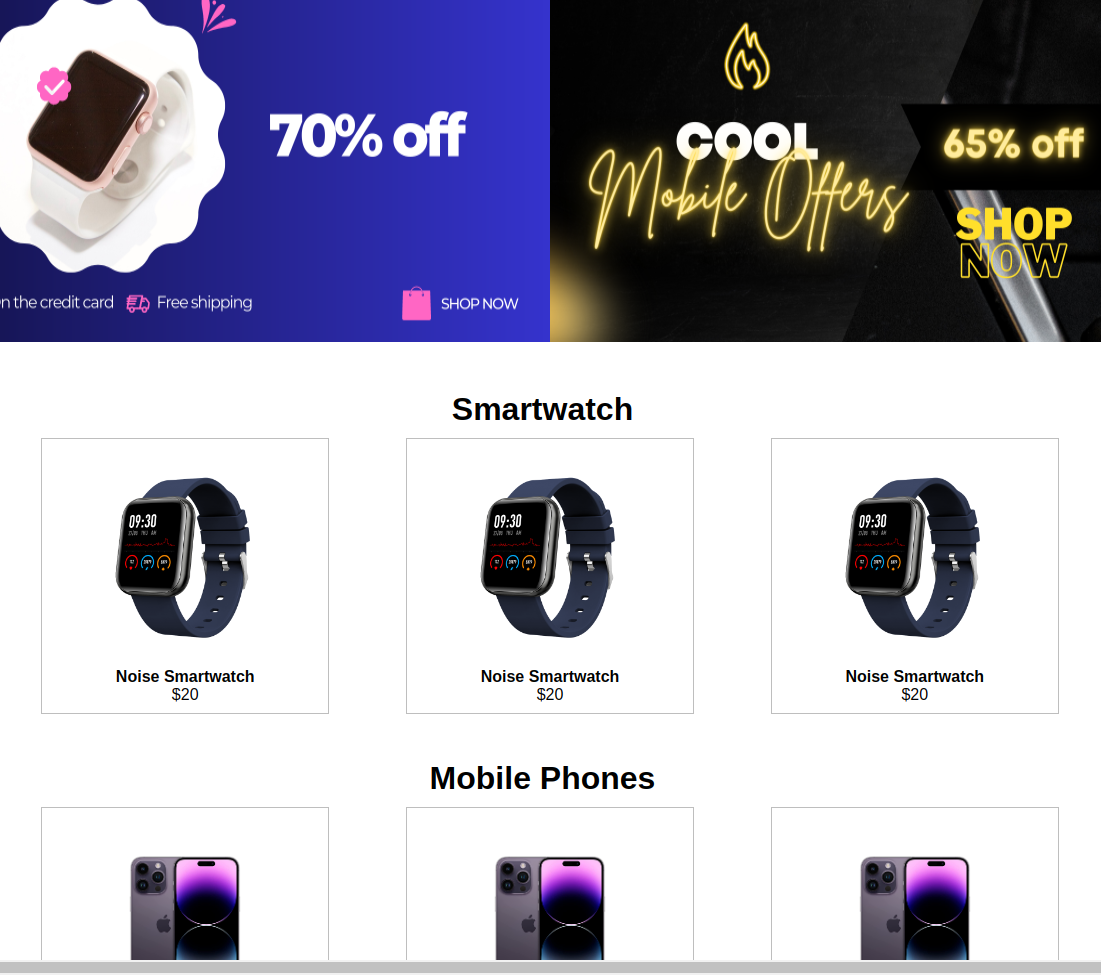 70% off
n the credit card
Free shipping
SHOP NOW
COOL
Mobile Offers
65% off
SHOP
NOW
Smartwatch
09:30
09:30
09:30
Noise Smartwatch
$20
Noise Smartwatch
$20
Noise Smartwatch
$20
Mobile Phones